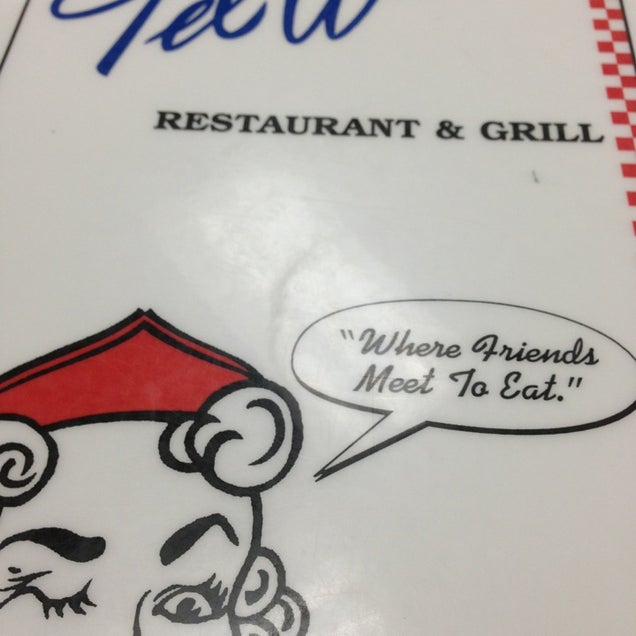 RESTAURANT & GRILL
"Where Friends
Meet To Eat."